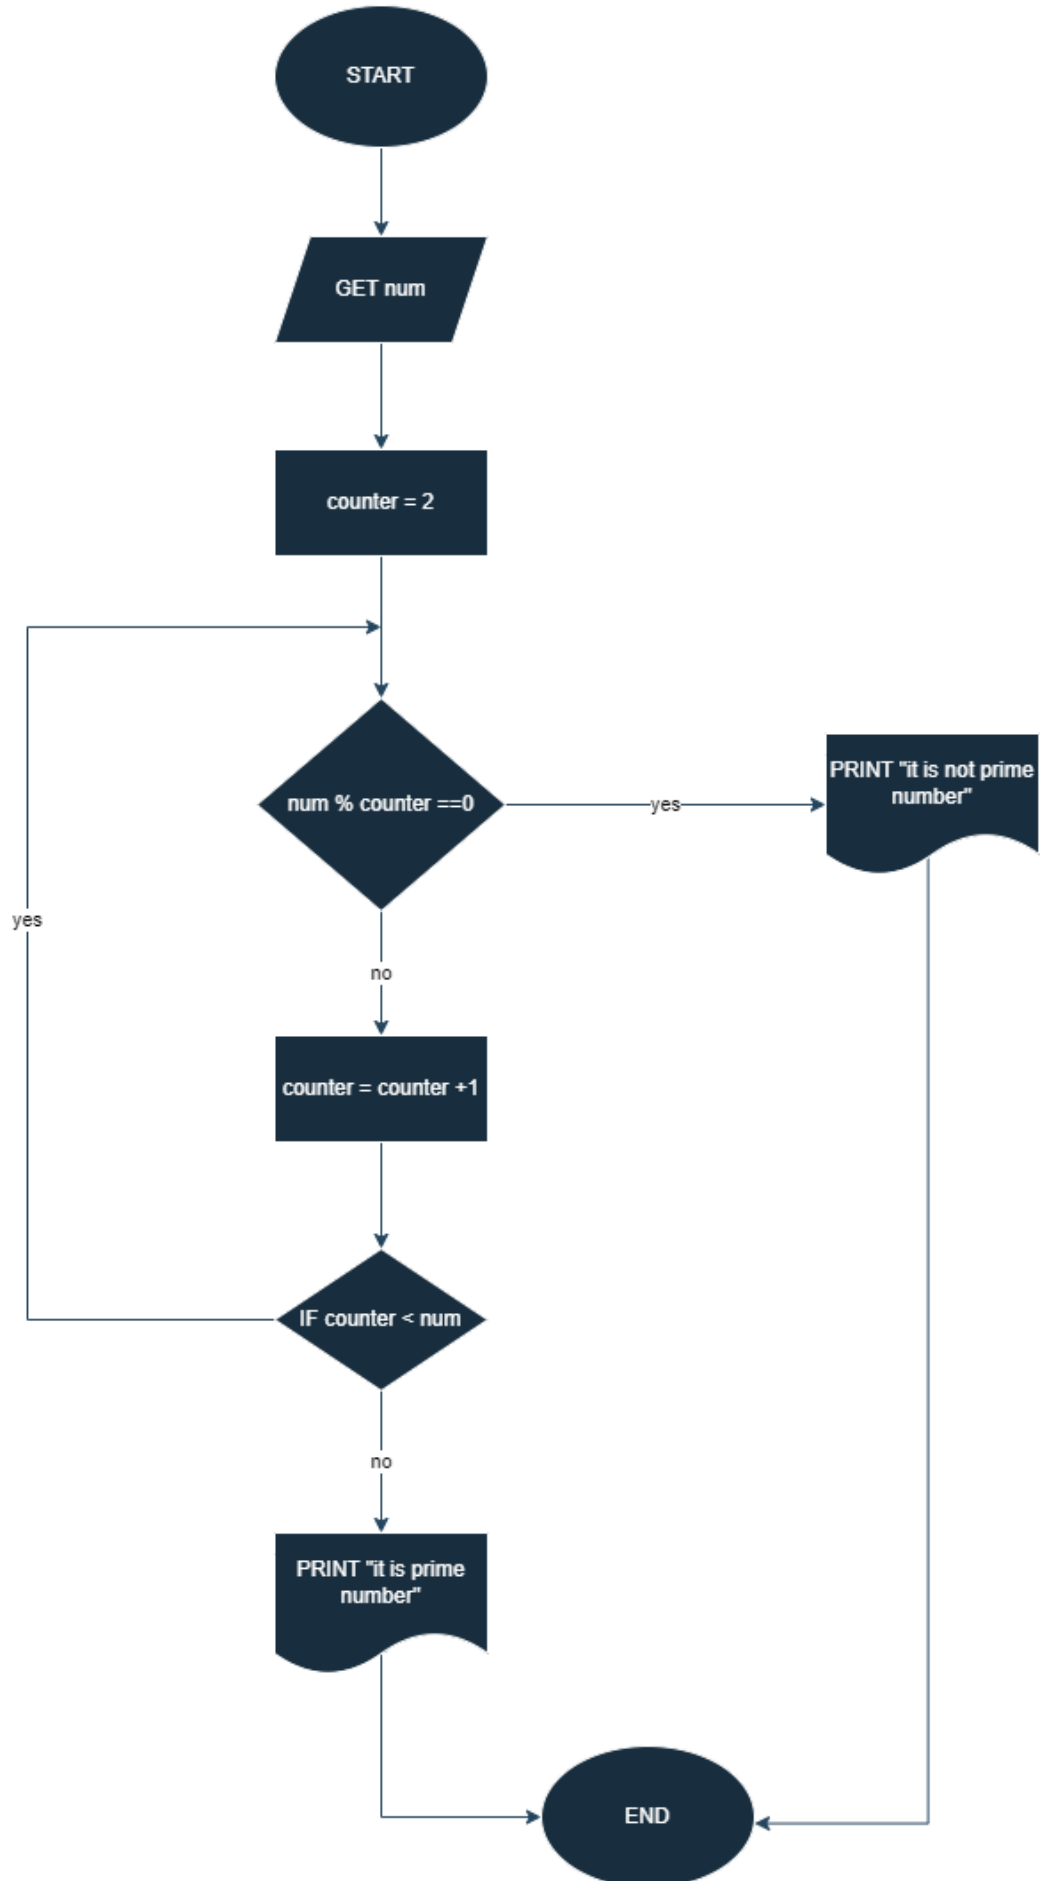 START
GET num
counter = 2
num % counter ==0
yes
PRINT "it is not prime
number"
yes
no
counter = counter +1
IF counter < num
no
PRINT "it is prime
number"
END